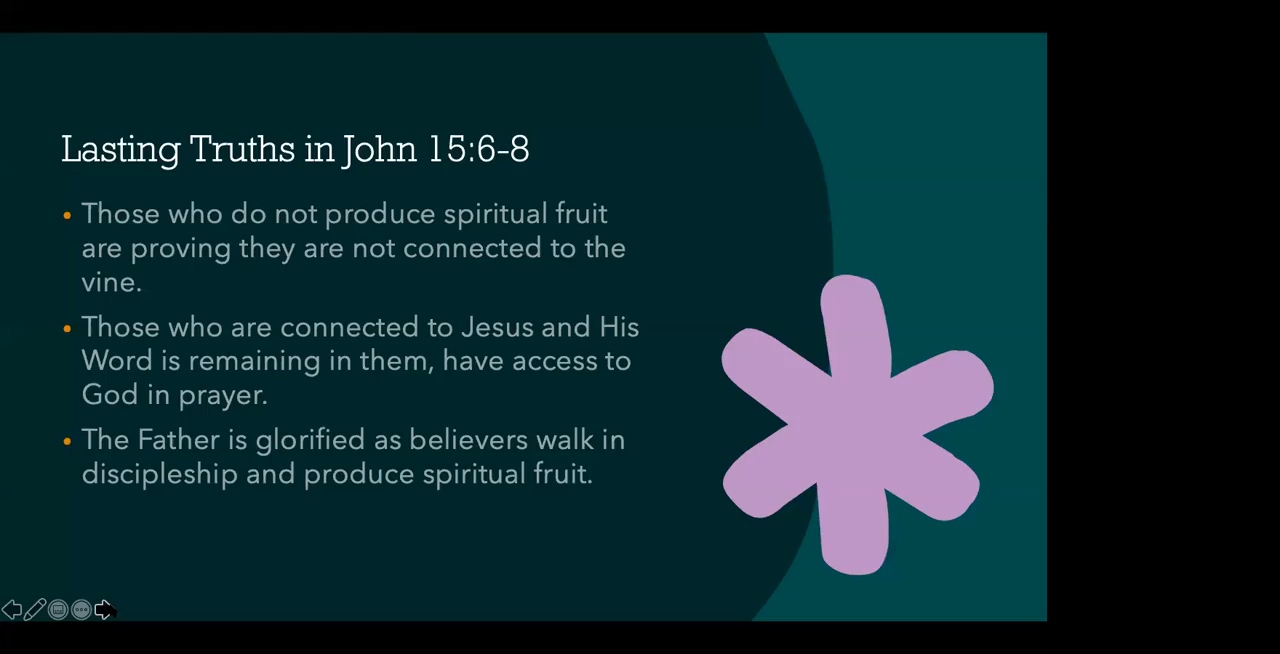 Lasting Truths in John 15:6-8
• Those who do not produce spiritual fruit
are proving they are not connected to the
vine.
• Those who are connected to Jesus and His
Word is remaining in them, have access to
God in prayer.
• The Father is glorified as believers walk in
discipleship and produce spiritual fruit.